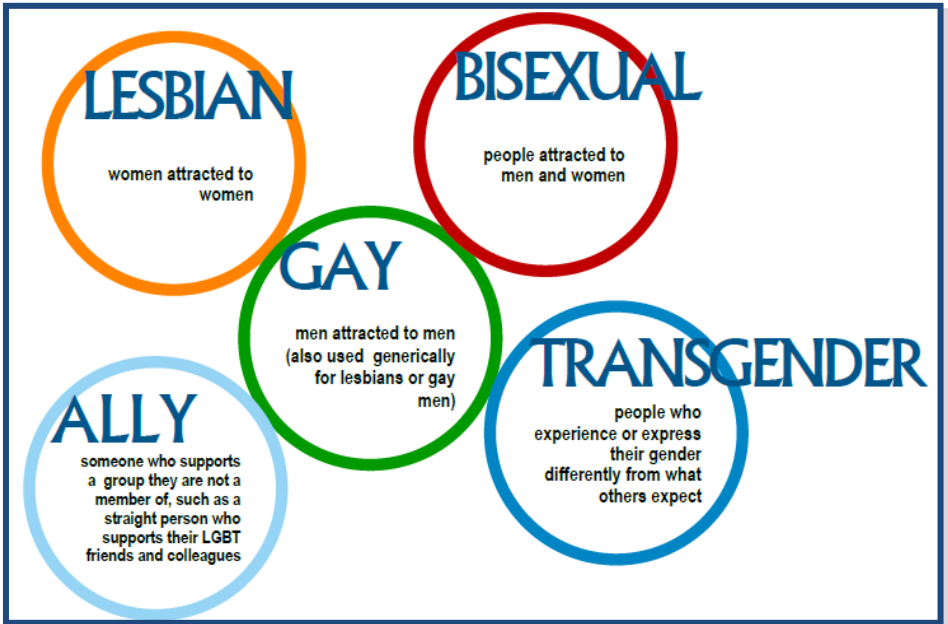 LESBIAN
women attracted to
women
BISEXUAL
people attracted to
men and women
GAY
men attracted to men
(also used generically
for lesbians or gay
men)
TRANSGENDER
people who
experience or express
their gender
differently from what
others expect
ALLY
someone who supports
a group they are not a
member of, such as a
straight person who
supports their LGBT
friends and colleagues